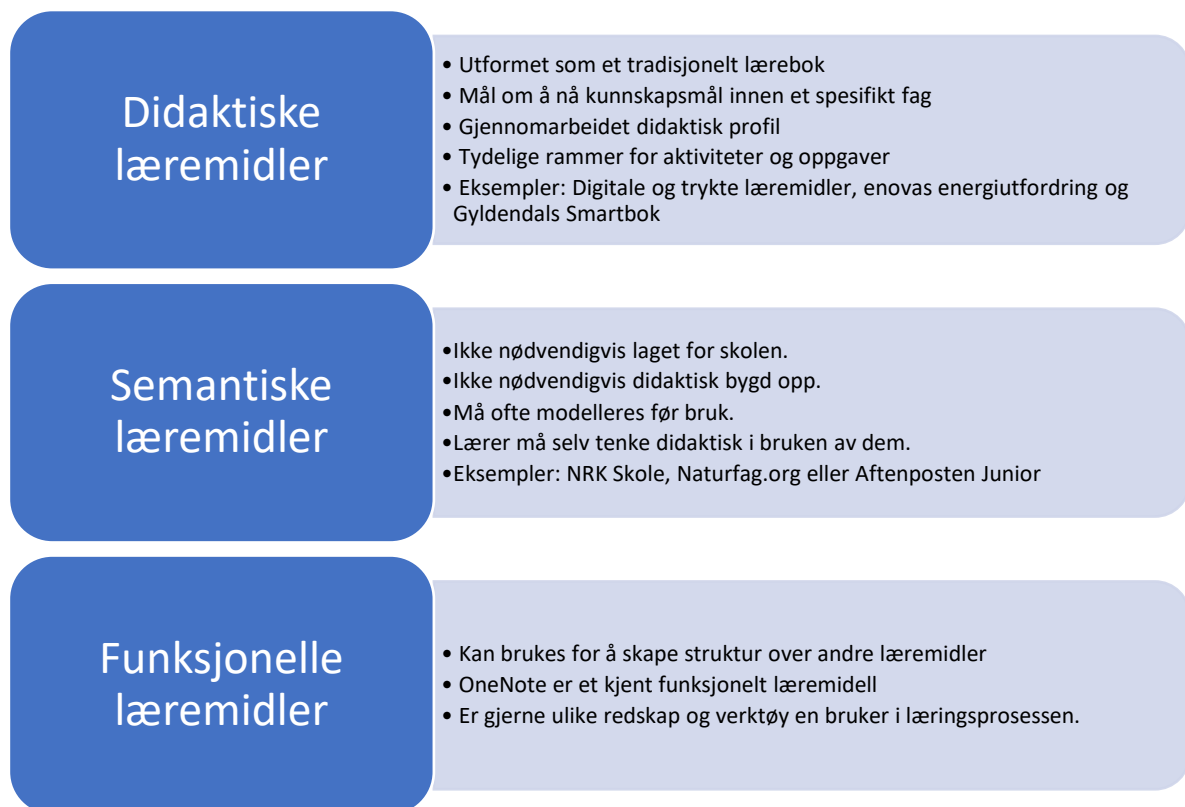 Didaktiske
læremidler
• Utformet som et tradisjonelt lærebok
• Mål om å nå kunnskapsmål innen et spesifikt fag
• Gjennomarbeidet didaktisk profil
• Tydelige rammer for aktiviteter og oppgaver
• Eksempler: Digitale og trykte læremidler, enovas energiutfordring og
Gyldendals Smartbok
Semantiske
læremidler
•Ikke nødvendigvis laget for skolen.
•Ikke nødvendigvis didaktisk bygd opp.
•Må ofte modelleres før bruk.
•Lærer må selv tenke didaktisk i bruken av dem.
•Eksempler: NRK Skole, Naturfag.org eller Aftenposten Junior
Funksjonelle
læremidler
• Kan brukes for å skape struktur over andre læremidler
• OneNote er et kjent funksjonelt læremidell
• Er gjerne ulike redskap og verktøy en bruker i læringsprosessen.